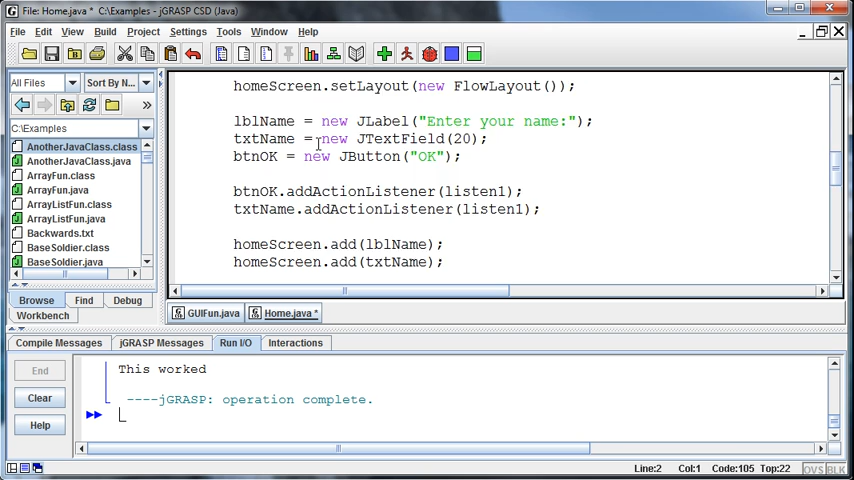 File: Home.java * C:\Examples - jGRASP CSD (Java)
File Edit View Build Project Settings Tools Window Help
All Files Sort By N...
C:\Examples
AnotherJavaClass.class
AnotherJavaClass.java
ArrayFun.class
ArrayFun.java
ArrayListFun.class
ArrayListFun.java
Backwards.txt
BaseSoldier.class
BaseSoldier.java
Browse Find Debug
Workbench
homeScreen.setLayout(new FlowLayout());
lblName = new JLabel("Enter your name:");
txtName = new JTextField(20);
btnOK = new JButton("OK");
btnOK.addActionListener(listen1);
txtName.addActionListener(listen1);
homeScreen.add(lblName);
homeScreen.add(txtName);
GUIFun.java Home.java *
Compile Messages jGRASP Messages Run I/O Interactions
End
Clear
Help
This worked
----jGRASP: operation complete.
Line:2 Col:1 Code:105 Top:22 OVS BLK